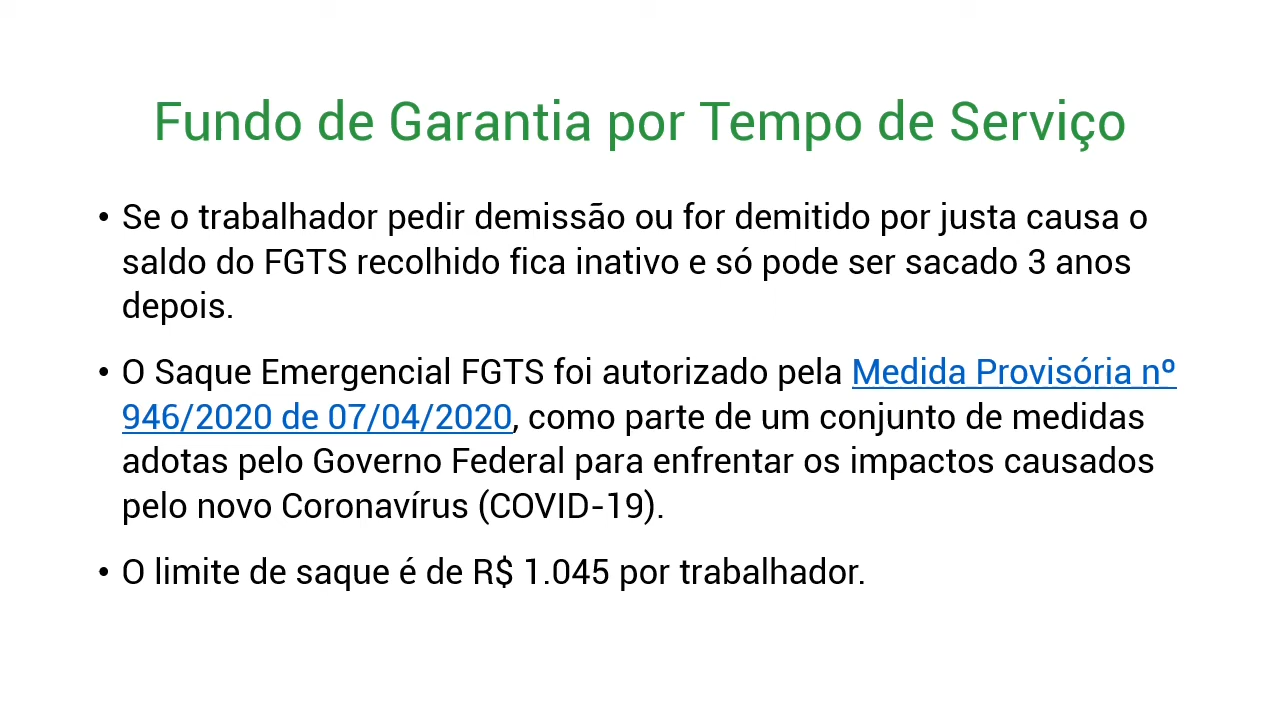 Fundo de Garantia por Tempo de Serviço
• Se o trabalhador pedir demissão ou for demitido por justa causa o
saldo do FGTS recolhido fica inativo e só pode ser sacado 3 anos
depois.
• O Saque Emergencial FGTS foi autorizado pela Medida Provisória nº
946/2020 de 07/04/2020, como parte de um conjunto de medidas
adotas pelo Governo Federal para enfrentar os impactos causados
pelo novo Coronavírus (COVID-19).
• O limite de saque é de R$ 1.045 por trabalhador.